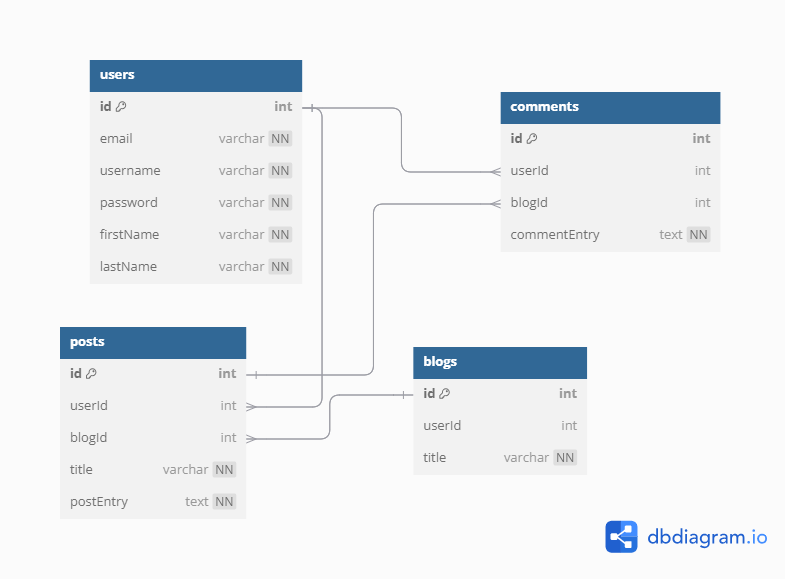 users
id int
email varchar NN
username varchar NN
password varchar NN
firstName varchar NN
lastName varchar NN
comments
id int
userId int
blogId int
commentEntry text NN
posts
id int
userId int
blogId int
title varchar NN
postEntry text NN
blogs
id int
userId int
title varchar NN
dbdiagram.io